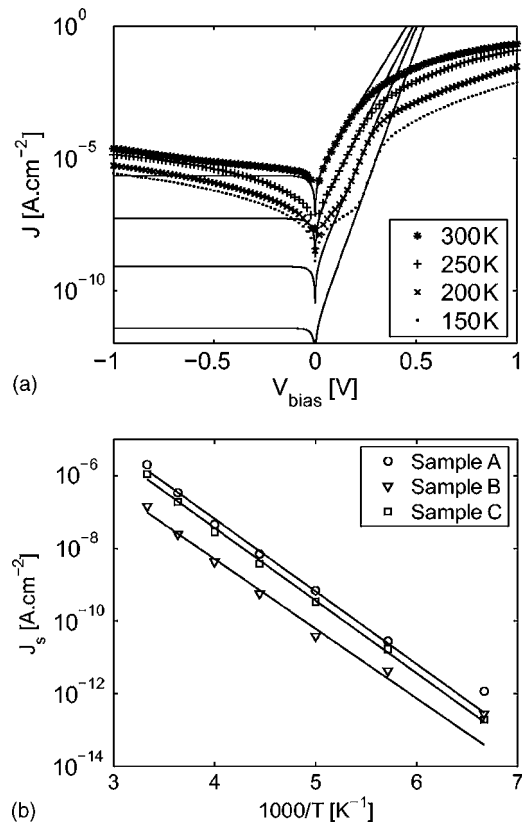 10^0
10^-5
10^-10
J [A.cm^-2]
300K
250K
200K
150K
-1 -0.5 0 0.5 1
(a) V_bias [V]
10^-6
10^-8
10^-10
10^-12
10^-14
J_s [A.cm^-2]
Sample A
Sample B
Sample C
3 4 5 6 7
(b) 1000/T [K^-1]